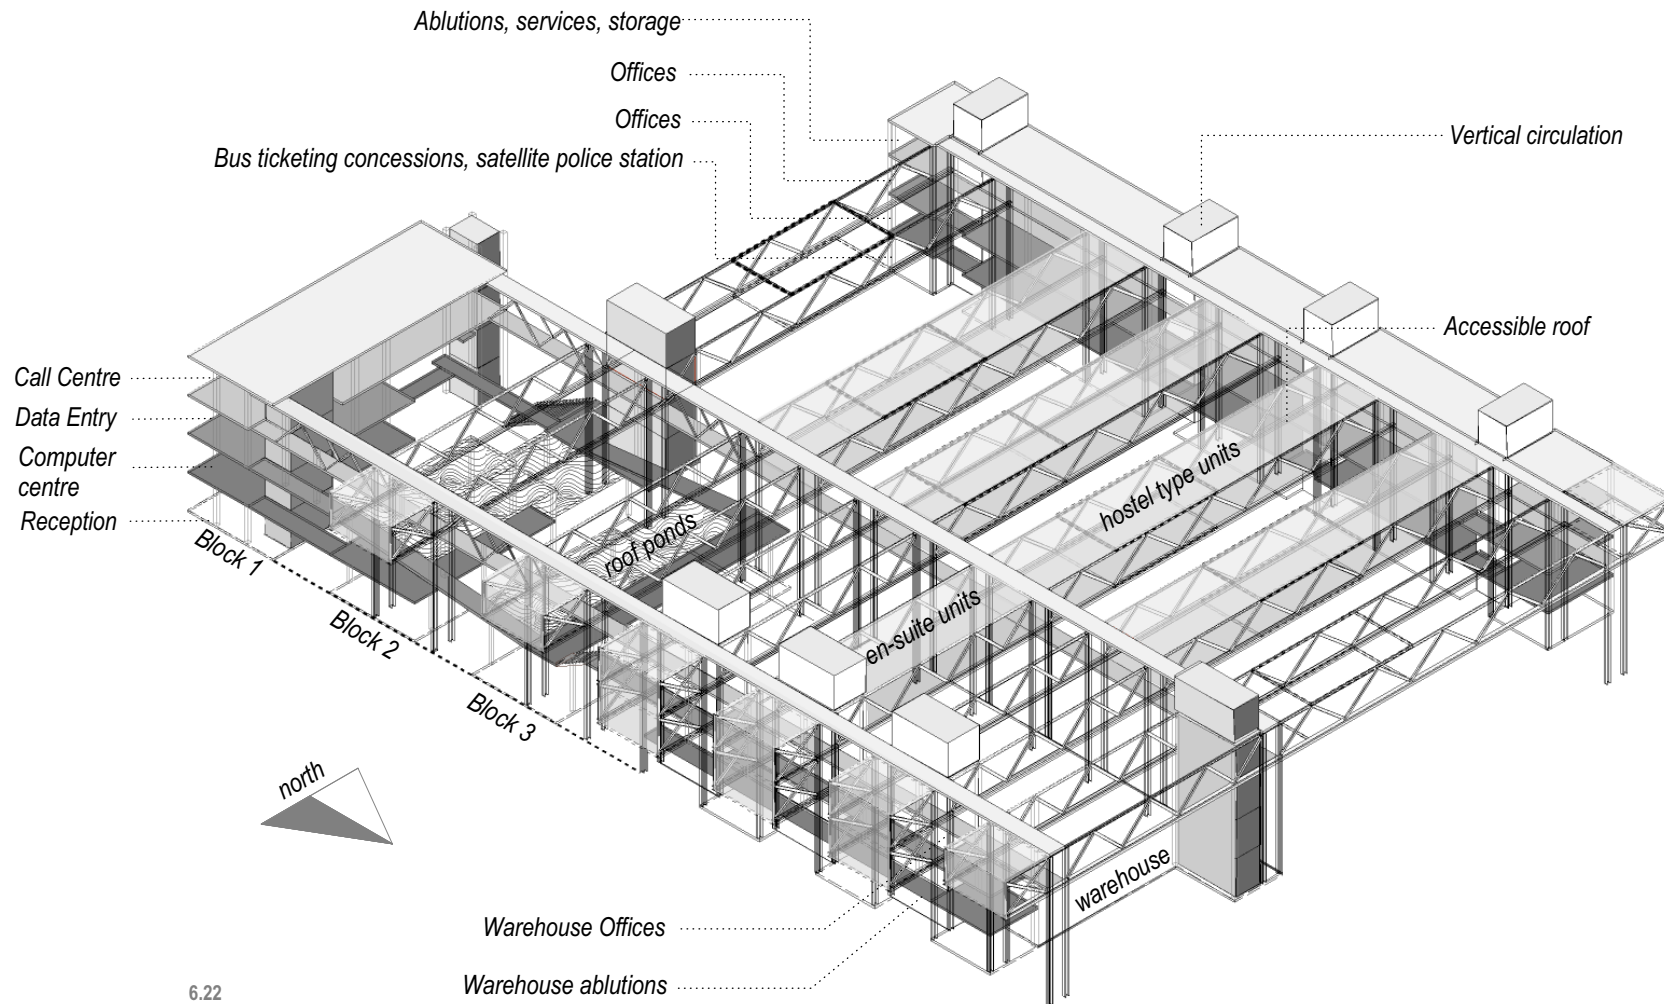 Ablutions, services, storage
Offices
Offices
Bus ticketing concessions, satellite police station
Vertical circulation
Accessible roof
Call Centre
Data Entry
Computer
centre
Reception
Block 1
Block 2
Block 3
roof ponds
hostel type units
en-suite units
north
warehouse
Warehouse Offices
Warehouse ablutions
6.22